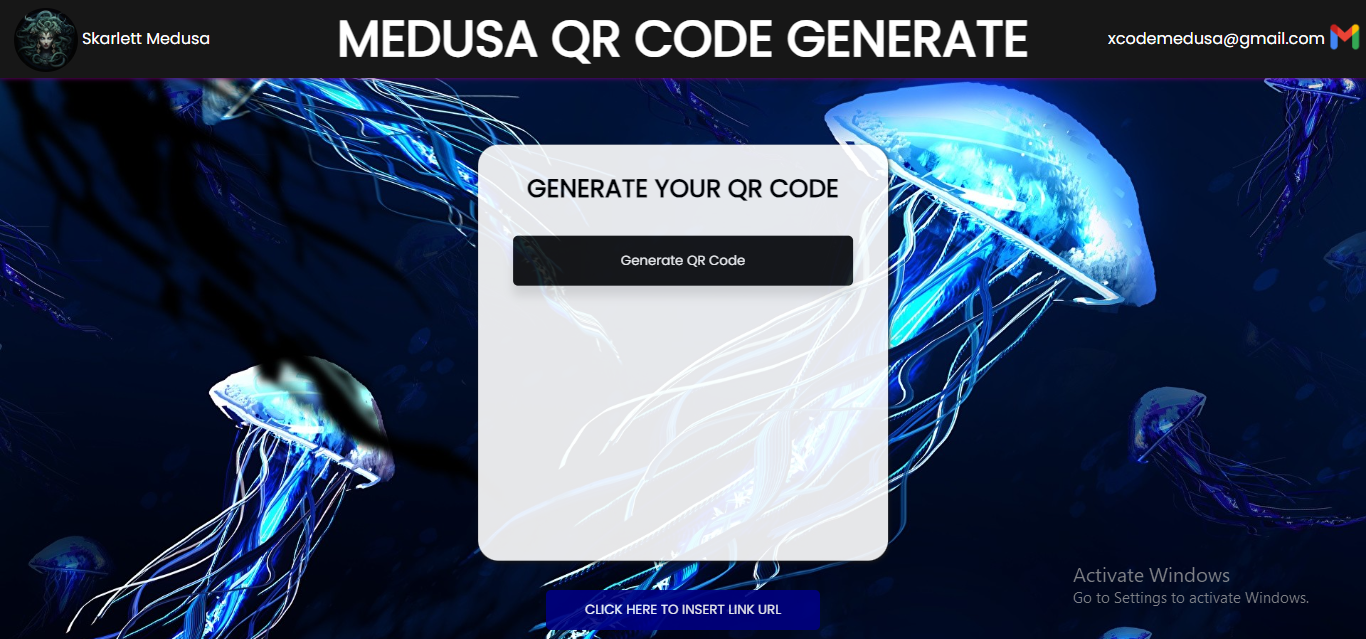 Skarlett Medusa
MEDUSA QR CODE GENERATE
xcodemedusa@gmail.com
GENERATE YOUR QR CODE
Generate QR Code
Activate Windows
Go to Settings to activate Windows.
CLICK HERE TO INSERT LINK URL